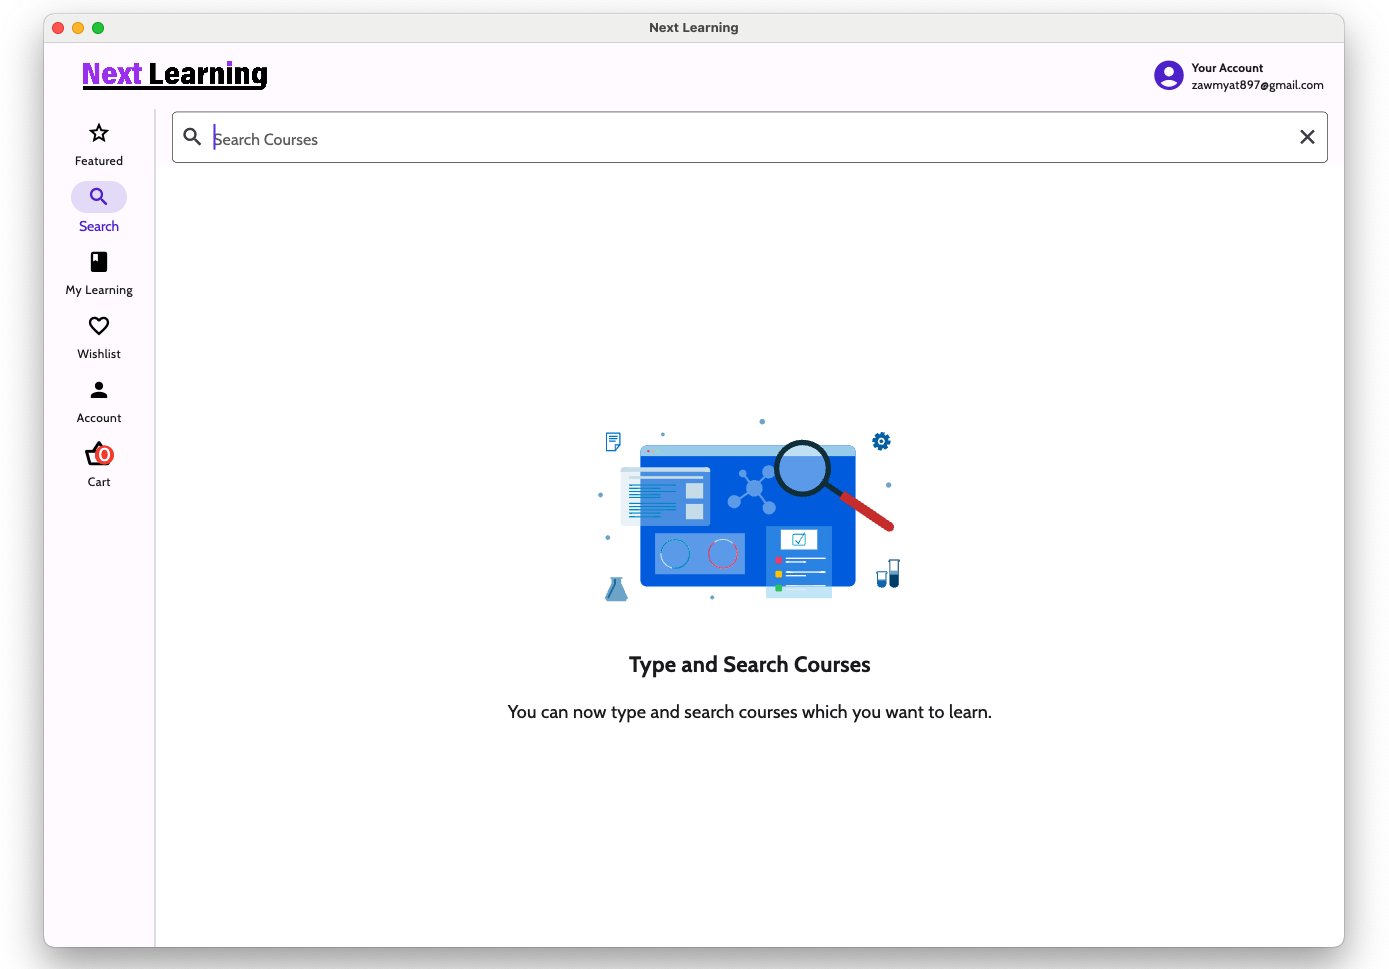 Next Learning
Next Learning
Your Account
zawmyat897@gmail.com
Search Courses
Featured
Search
My Learning
Wishlist
Account
0
Cart
Type and Search Courses
You can now type and search courses which you want to learn.